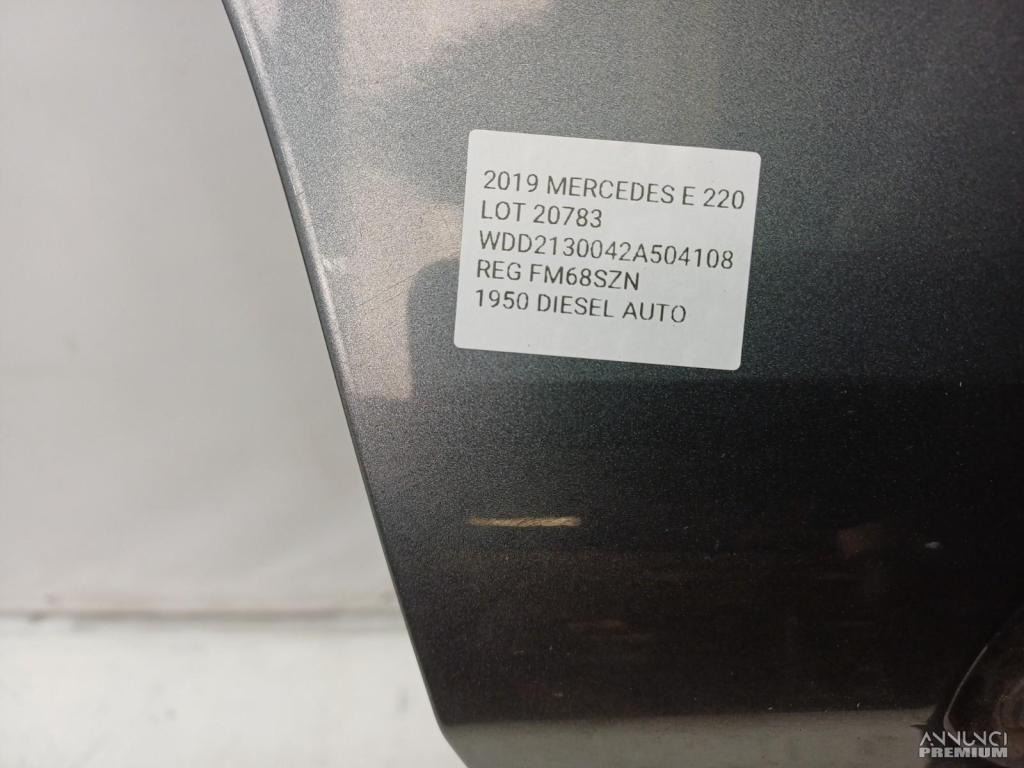 2019 MERCEDES E 220
LOT 20783
WDD2130042A504108
REG FM68SZN
1950 DIESEL AUTO
ANNUNCI
PREMIUM